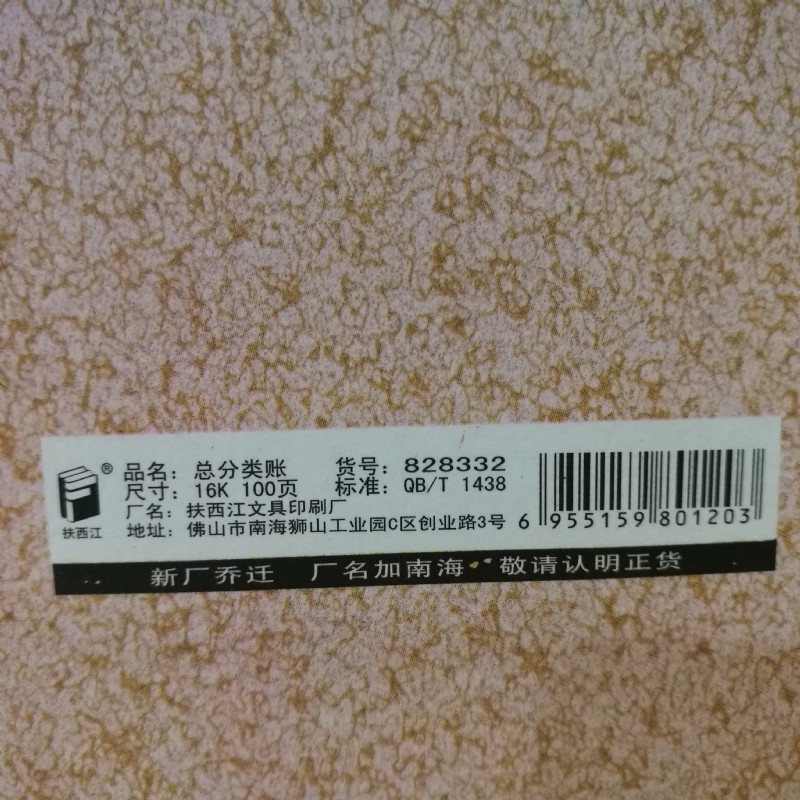 ® 品名：总分类账 货号：828332
尺寸：16K 100页 标准：QB/T 1438
厂名：扶西江文具印刷厂
地址：佛山市南海狮山工业园C区创业路3号
扶西江
6 955159 801203
新厂乔迁 厂名加南海 敬请认明正货